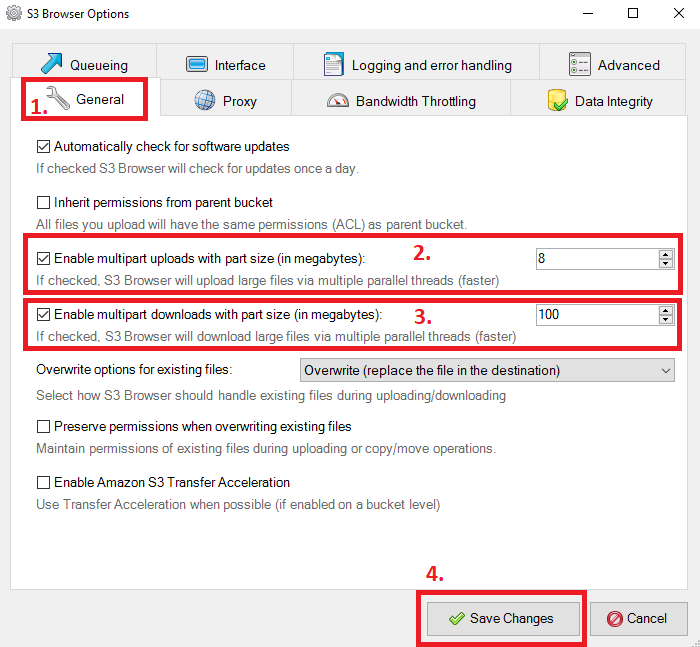 S3 Browser Options
Queueing Interface Logging and error handling Advanced
1. General Proxy Bandwidth Throttling Data Integrity
Automatically check for software updates
If checked S3 Browser will check for updates once a day.
Inherit permissions from parent bucket
All files you upload will have the same permissions (ACL) as parent bucket.
Enable multipart uploads with part size (in megabytes): 2. 8
If checked, S3 Browser will upload large files via multiple parallel threads (faster)
Enable multipart downloads with part size (in megabytes): 3. 100
If checked, S3 Browser will download large files via multiple parallel threads (faster)
Overwrite options for existing files: Overwrite (replace the file in the destination)
Select how S3 Browser should handle existing files during uploading/downloading
Preserve permissions when overwriting existing files
Maintain permissions of existing files during uploading or copy/move operations.
Enable Amazon S3 Transfer Acceleration
Use Transfer Acceleration when possible (if enabled on a bucket level)
4.
Save Changes Cancel